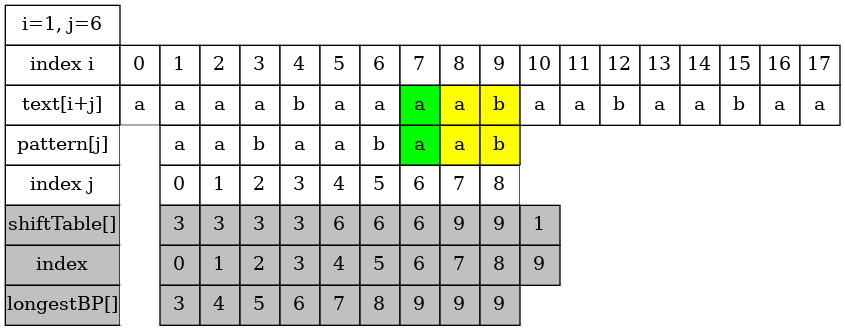 i=1, j=6
index i 0 1 2 3 4 5 6 7 8 9 10 11 12 13 14 15 16 17
text[i+j] a a a a b a a a a b a a b a a b a a
pattern[j] a a b a a b a a b
index j 0 1 2 3 4 5 6 7 8
shiftTable[] 3 3 3 3 6 6 6 9 9 1
index 0 1 2 3 4 5 6 7 8 9
longestBP[] 3 4 5 6 7 8 9 9 9